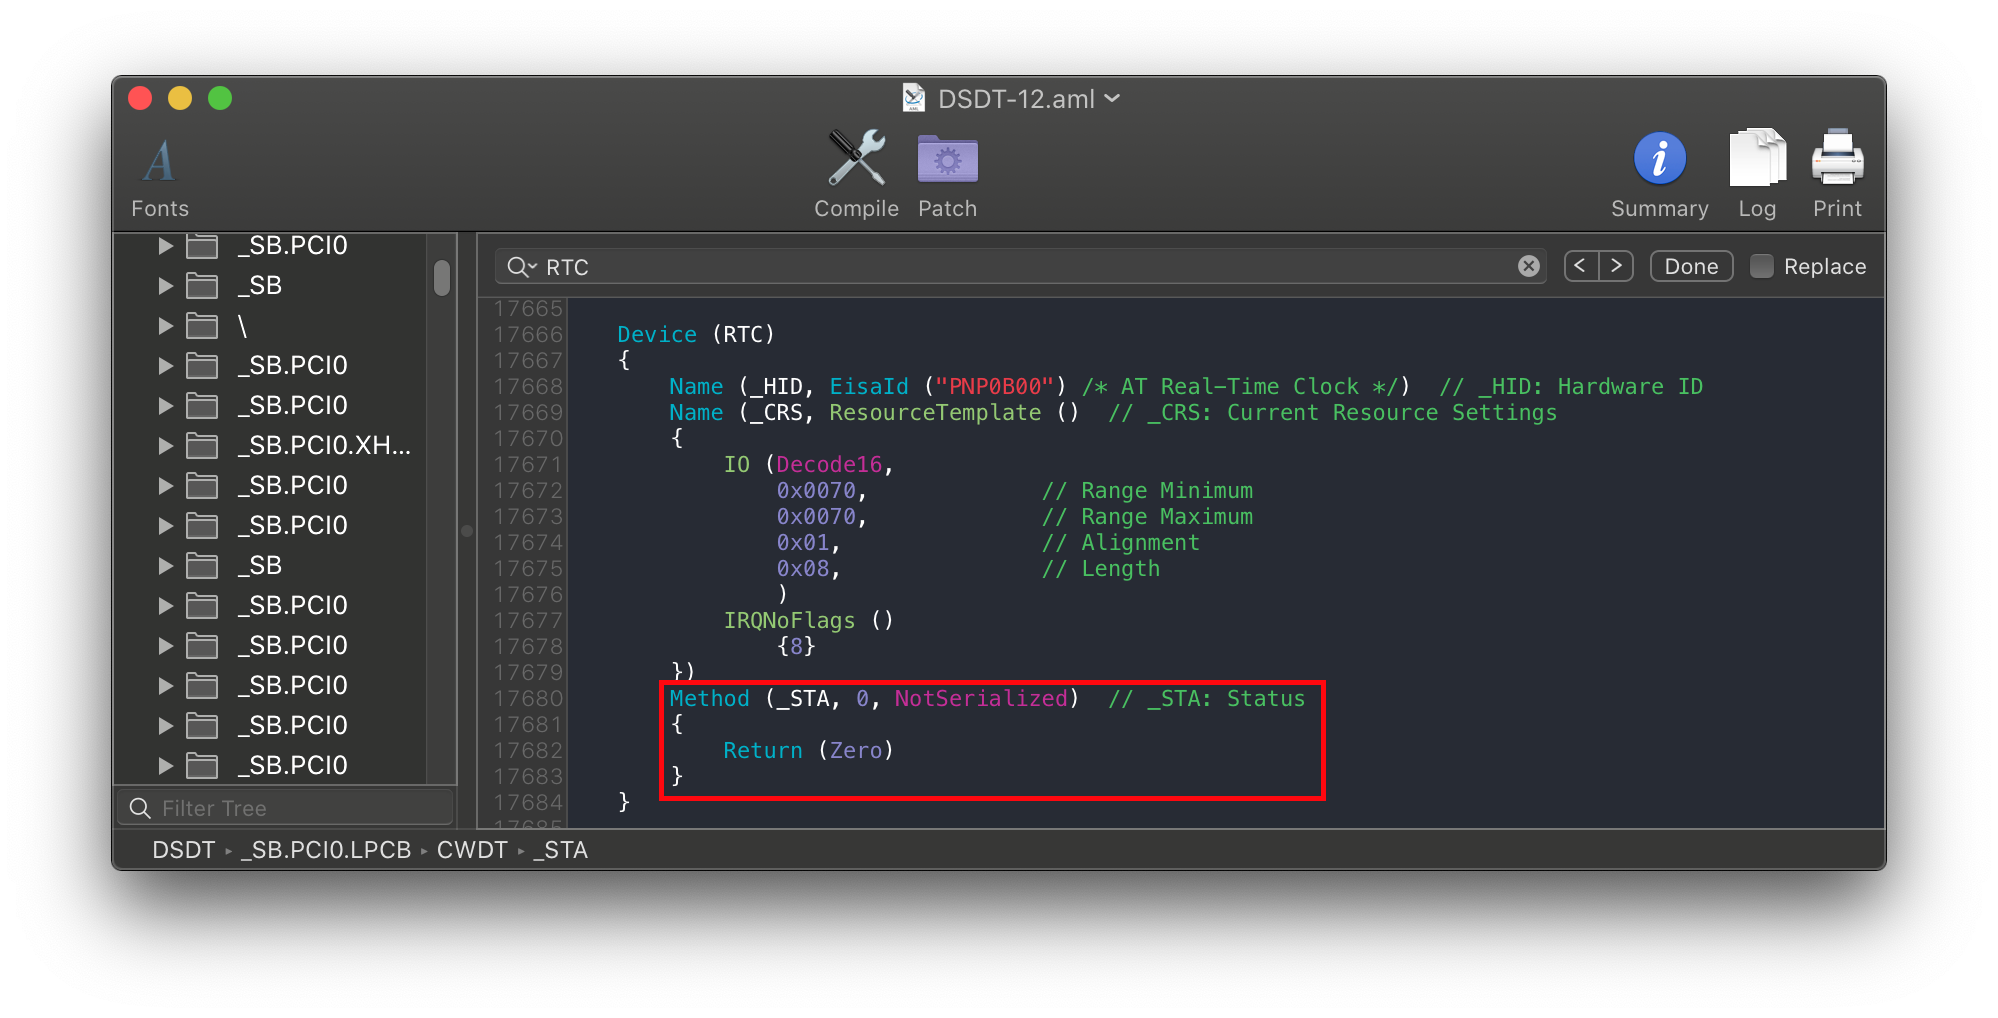 DSDT-12.aml
Fonts
Compile
Patch
Summary
Log
Print
_SB.PCI0
_SB
\
_SB.PCI0
_SB.PCI0
_SB.PCI0.XH...
_SB.PCI0
_SB.PCI0
_SB
_SB.PCI0
_SB.PCI0
_SB.PCI0
_SB.PCI0
_SB.PCI0
Filter Tree
RTC
< > Done Replace
17665
17666 Device (RTC)
17667 {
17668 Name (_HID, EisaId ("PNP0B00") /* AT Real-Time Clock */) // _HID: Hardware ID
17669 Name (_CRS, ResourceTemplate () // _CRS: Current Resource Settings
17670 {
17671 IO (Decode16,
17672 0x0070, // Range Minimum
17673 0x0070, // Range Maximum
17674 0x01, // Alignment
17675 0x08, // Length
17676 )
17677 IRQNoFlags ()
17678 {8}
17679 })
17680 Method (_STA, 0, NotSerialized) // _STA: Status
17681 {
17682 Return (Zero)
17683 }
17684 }
17685
DSDT ▸ _SB.PCI0.LPCB ▸ CWDT ▸ _STA